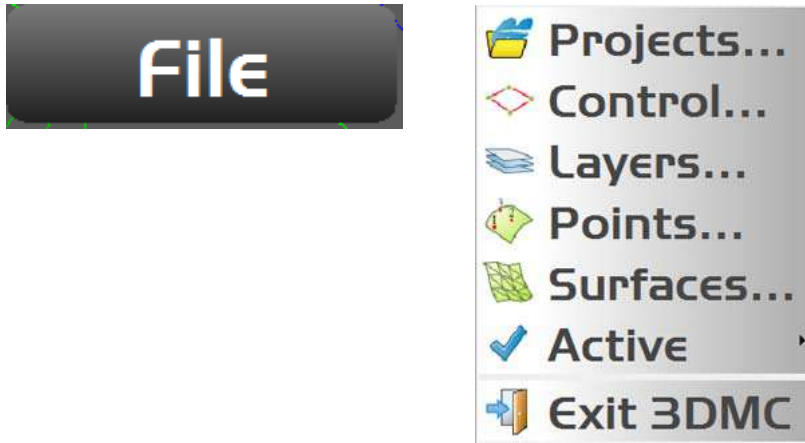 File
Projects...
Control...
Layers...
Points...
Surfaces...
Active
Exit 3DMC